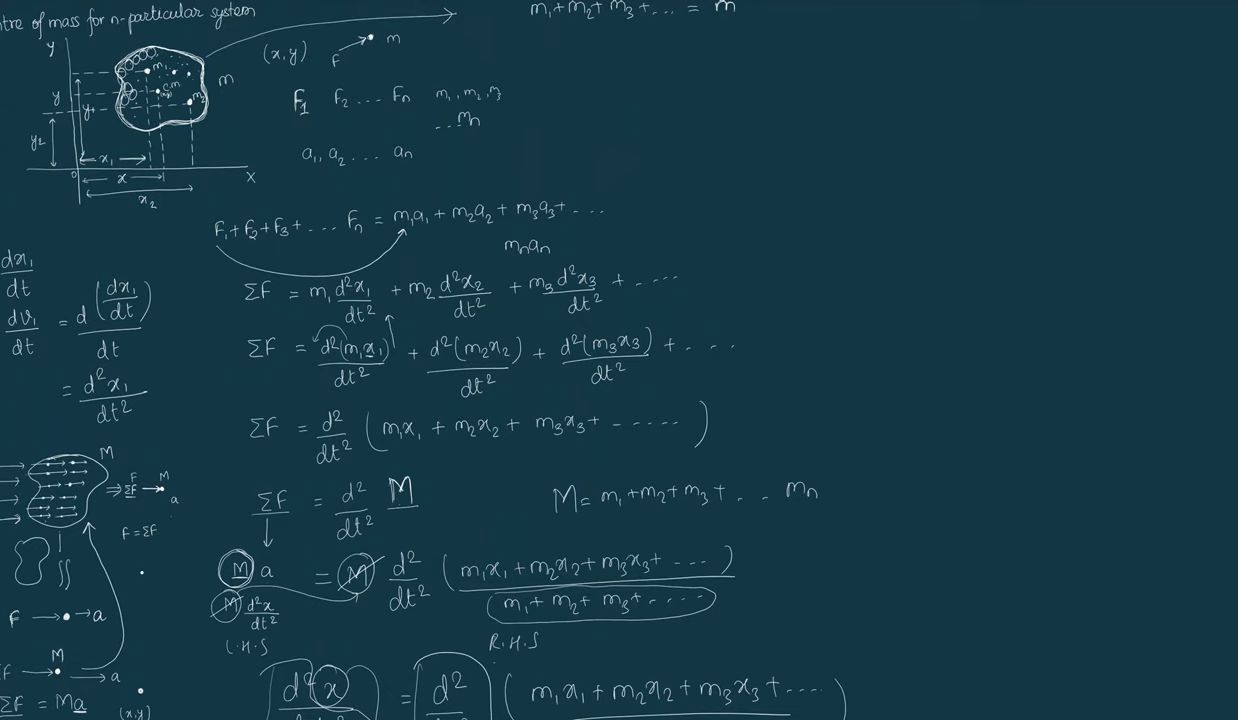 ntre of mass for n-particular system
m₁+m₂+m₃+... = m
y
(x,y) F m
m₁
c.m
m
m₂
F₁ F₂ .... Fₙ m₁, m₂, m₃
...mₙ
y y₁
y₂
a₁, a₂ .... aₙ
x₁
0 x X
x₂
F₁+F₂+F₃+ .... Fₙ = m₁a₁ + m₂a₂ + m₃a₃+ ...
mₙaₙ
dx₁/dt
ΣF = m₁ d²x₁/dt² + m₂ d²x₂/dt² + m₃ d²x₃/dt² + .....
dv₁/dt = d(dx₁/dt)/dt
ΣF = d²(m₁x₁)/dt² + d²(m₂x₂)/dt² + d²(m₃x₃)/dt² + ....
= d²x₁/dt²
ΣF = d²/dt² (m₁x₁ + m₂x₂ + m₃x₃+ ------)
M
F M
⇒ ΣF → a
F = ΣF
ΣF = d²/dt² M
M = m₁+m₂+m₃+ ... mₙ
M a = M d²/dt² (m₁x₁+m₂x₂+m₃x₃+ ....)/(m₁+m₂+m₃+.....)
M d²x/dt²
L.H.S R.H.S
F → • → a
M
F → • → a
ΣF = Ma
(x,y)
d²x = d² (m₁x₁+m₂x₂+m₃x₃+....)